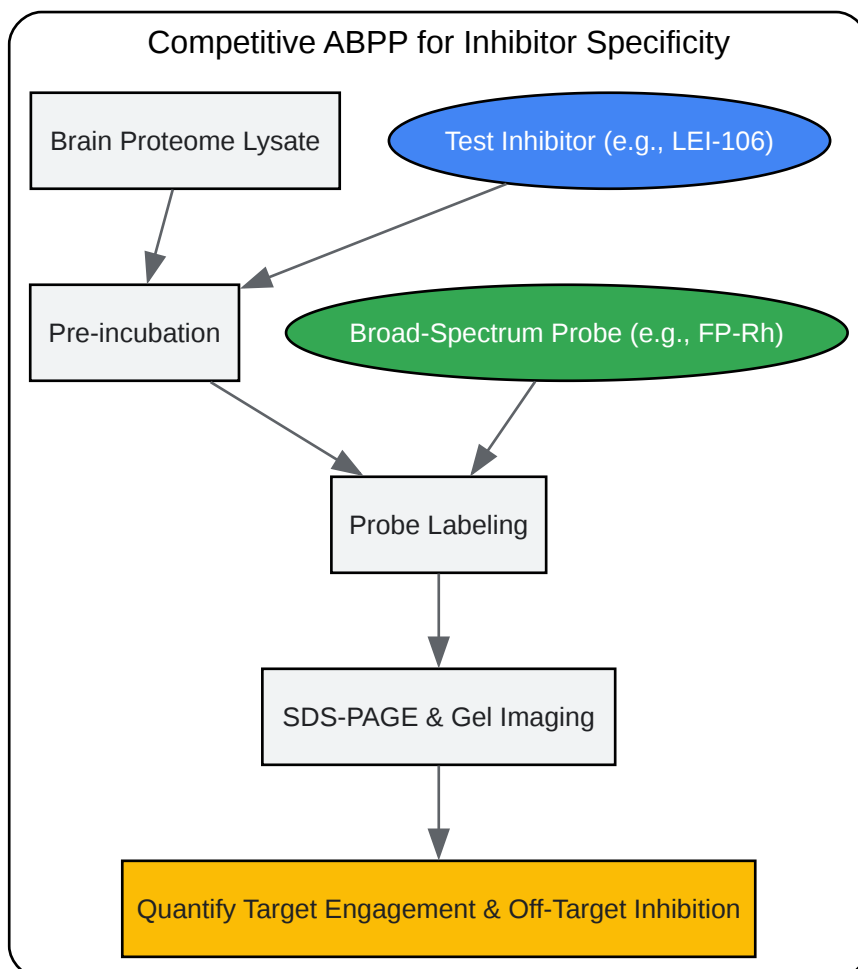 Competitive ABPP for Inhibitor Specificity
Brain Proteome Lysate
Test Inhibitor (e.g., LEI-106)
Pre-incubation
Broad-Spectrum Probe (e.g., FP-Rh)
Probe Labeling
SDS-PAGE & Gel Imaging
Quantify Target Engagement & Off-Target Inhibition